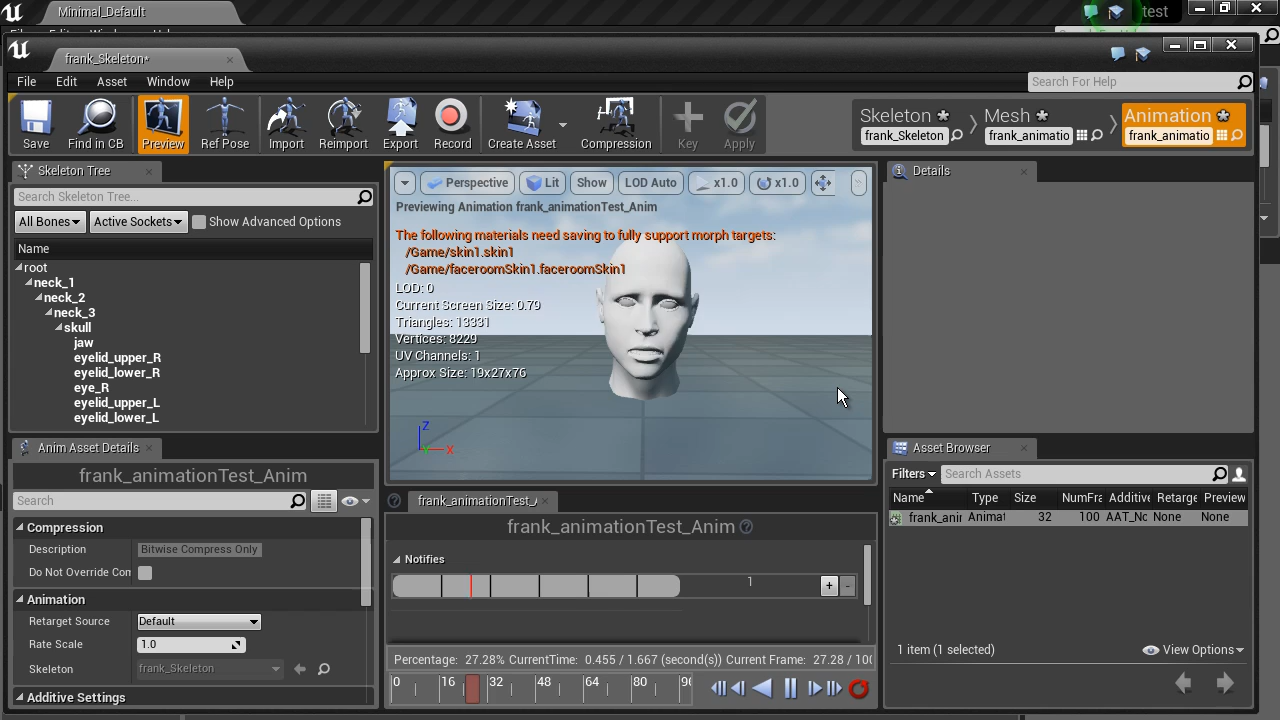 Minimal_Default
test
frank_Skeleton*
File Edit Asset Window Help
Search For Help
Save Find in CB Preview Ref Pose Import Reimport Export Record Create Asset Compression Key Apply
Skeleton Mesh Animation
frank_Skeleton frank_animatio frank_animatio
Skeleton Tree
Search Skeleton Tree...
All Bones Active Sockets Show Advanced Options
Name
root
neck_1
neck_2
neck_3
skull
jaw
eyelid_upper_R
eyelid_lower_R
eye_R
eyelid_upper_L
eyelid_lower_L
Perspective Lit Show LOD Auto x1.0 x1.0
Previewing Animation frank_animationTest_Anim
The following materials need saving to fully support morph targets:
/Game/skin1.skin1
/Game/faceroomSkin1.faceroomSkin1
LOD: 0
Current Screen Size: 0.79
Triangles: 13331
Vertices: 8229
UV Channels: 1
Approx Size: 19x27x76
Z
Y X
Details
Anim Asset Details
frank_animationTest_Anim
Search
Compression
Description Bitwise Compress Only
Do Not Override Con
Animation
Retarget Source Default
Rate Scale 1.0
Skeleton frank_Skeleton
Additive Settings
frank_animationTest_
frank_animationTest_Anim
Notifies
1 + -
Percentage: 27.28% CurrentTime: 0.455 / 1.667 (second(s)) Current Frame: 27.28 / 100
0 16 32 48 64 80 96
Asset Browser
Filters Search Assets
Name Type Size NumFra Additive Retarge Preview
frank_anir Animat 32 100 AAT_Nc None None
1 item (1 selected) View Options